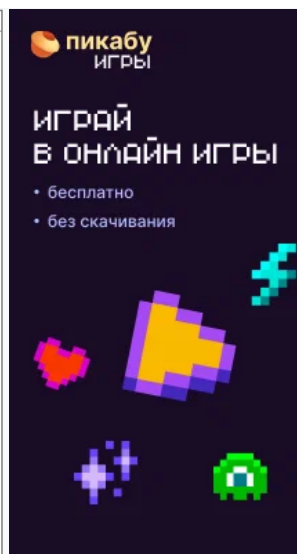 пикабу
ИГРЫ
ИГРАЙ
В ОНЛАЙН ИГРЫ
• бесплатно
• без скачивания